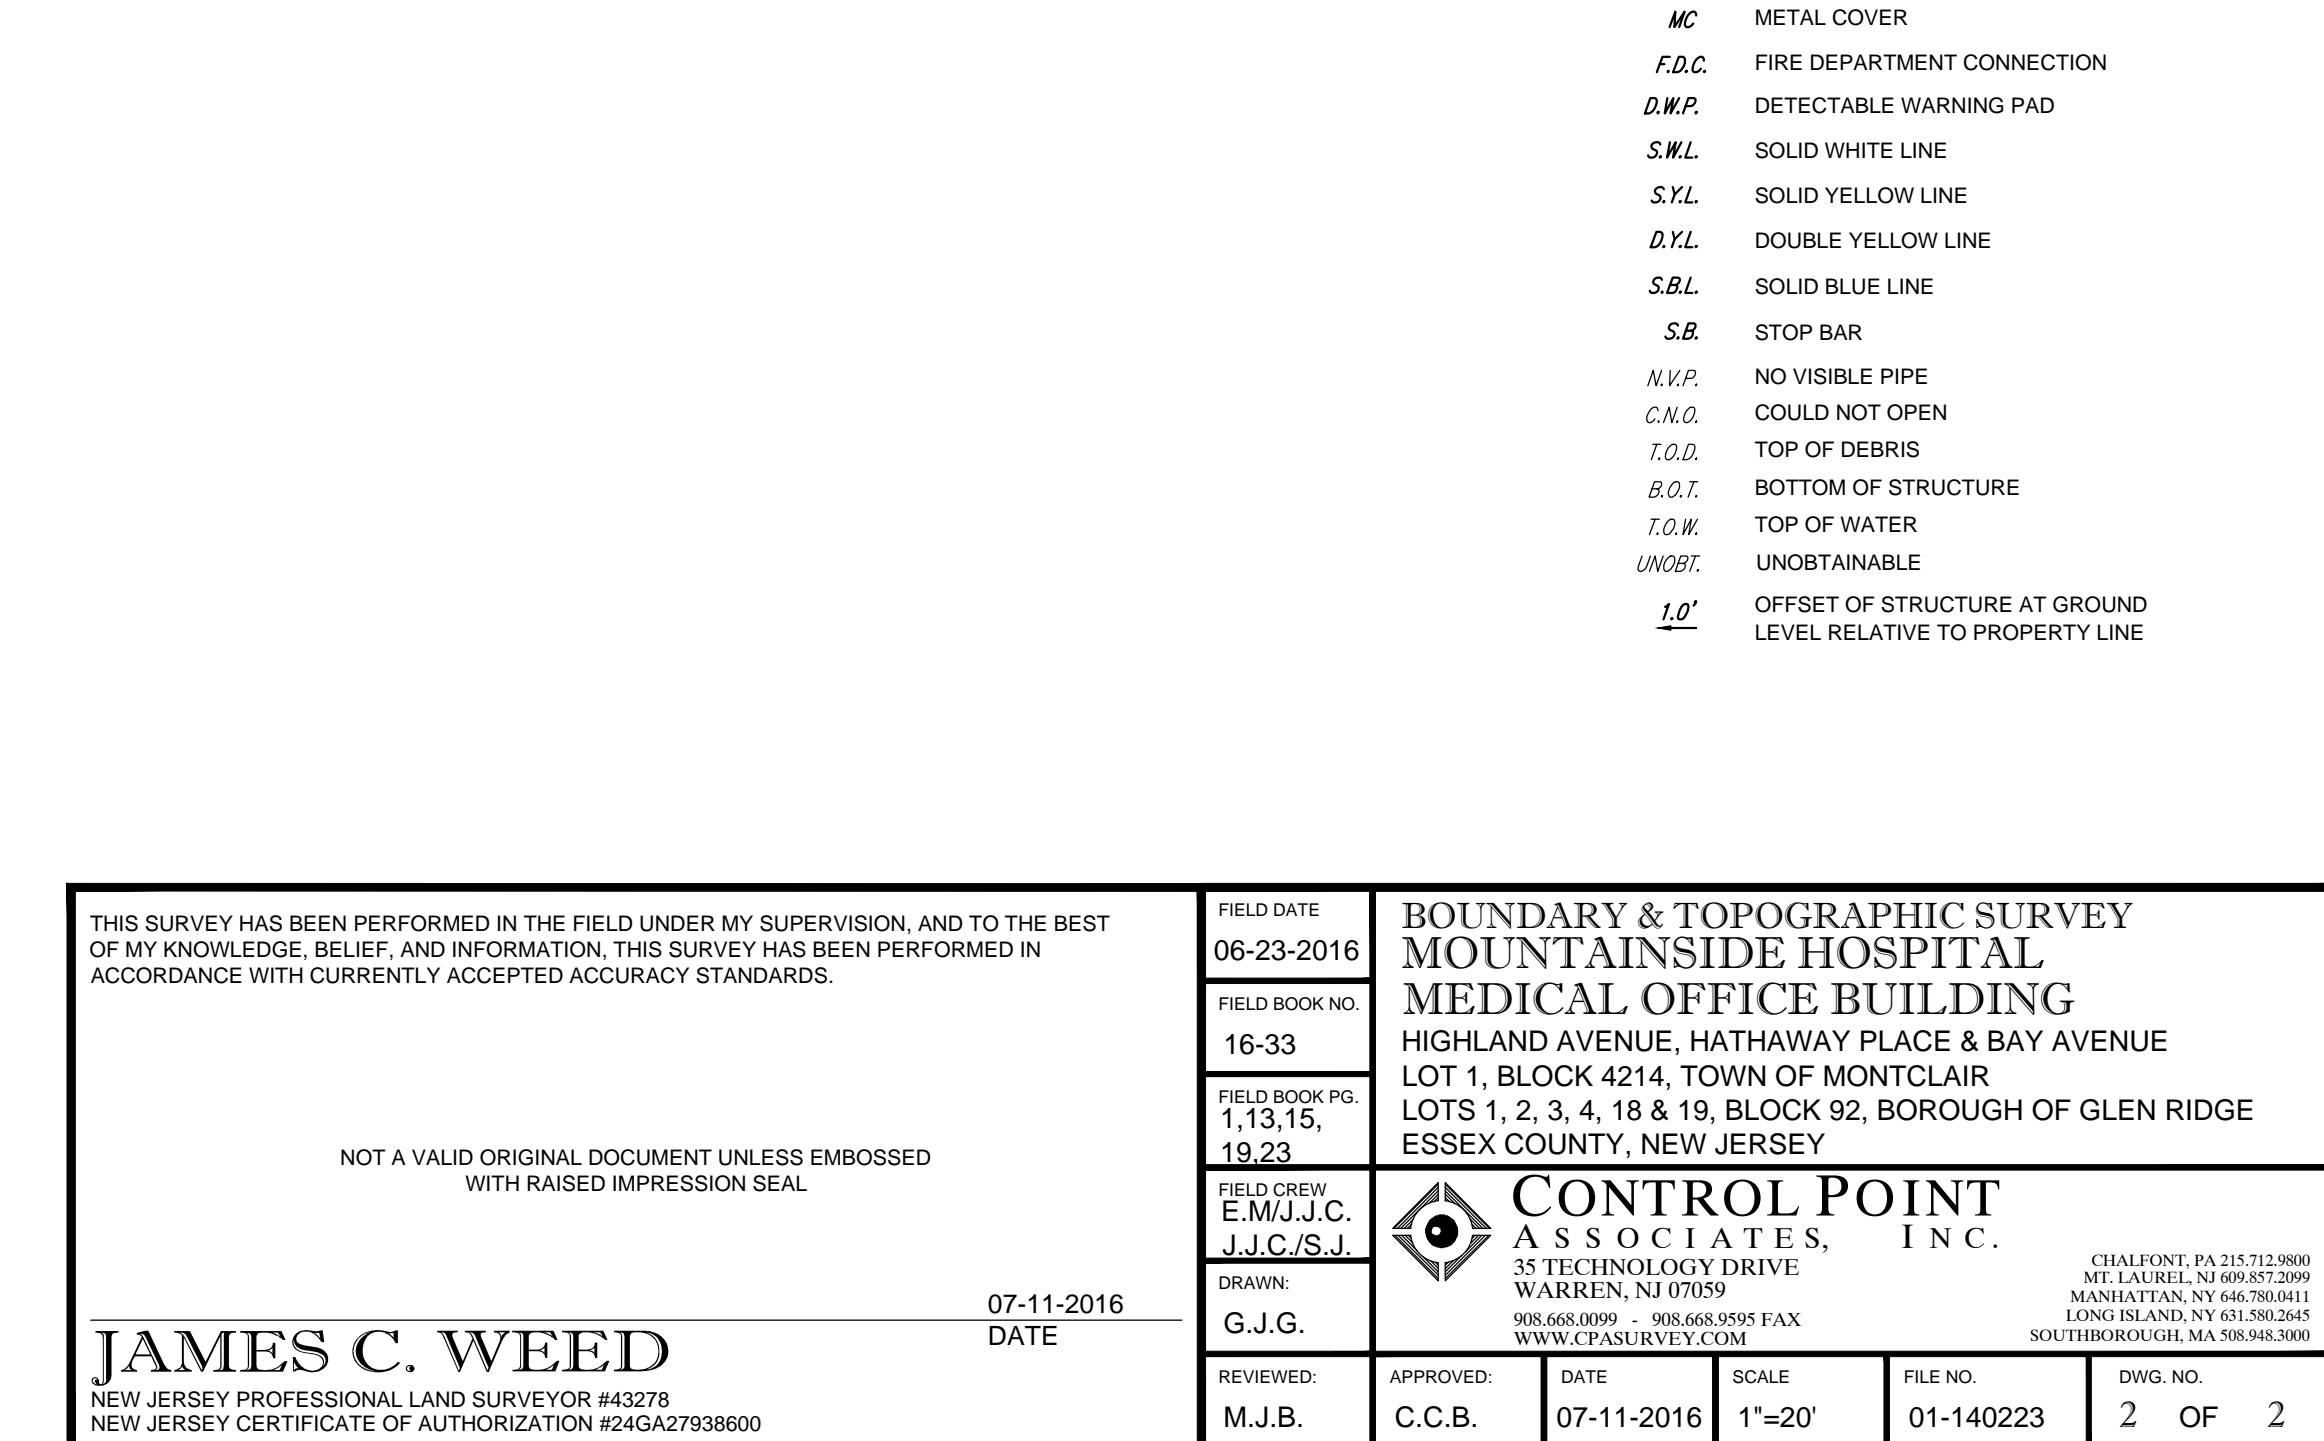 MC METAL COVER
F.D.C. FIRE DEPARTMENT CONNECTION
D.W.P. DETECTABLE WARNING PAD
S.W.L. SOLID WHITE LINE
S.Y.L. SOLID YELLOW LINE
D.Y.L. DOUBLE YELLOW LINE
S.B.L. SOLID BLUE LINE
S.B. STOP BAR
N.V.P. NO VISIBLE PIPE
C.N.O. COULD NOT OPEN
T.O.D. TOP OF DEBRIS
B.O.T. BOTTOM OF STRUCTURE
T.O.W. TOP OF WATER
UNOBT. UNOBTAINABLE
1.0' OFFSET OF STRUCTURE AT GROUND
LEVEL RELATIVE TO PROPERTY LINE
THIS SURVEY HAS BEEN PERFORMED IN THE FIELD UNDER MY SUPERVISION, AND TO THE BEST
OF MY KNOWLEDGE, BELIEF, AND INFORMATION, THIS SURVEY HAS BEEN PERFORMED IN
ACCORDANCE WITH CURRENTLY ACCEPTED ACCURACY STANDARDS.
NOT A VALID ORIGINAL DOCUMENT UNLESS EMBOSSED
WITH RAISED IMPRESSION SEAL
07-11-2016
DATE
JAMES C. WEED
NEW JERSEY PROFESSIONAL LAND SURVEYOR #43278
NEW JERSEY CERTIFICATE OF AUTHORIZATION #24GA27938600
FIELD DATE
06-23-2016
FIELD BOOK NO.
16-33
FIELD BOOK PG.
1,13,15,
19,23
FIELD CREW
E.M/J.J.C.
J.J.C./S.J.
DRAWN:
G.J.G.
REVIEWED:
M.J.B.
BOUNDARY & TOPOGRAPHIC SURVEY
MOUNTAINSIDE HOSPITAL
MEDICAL OFFICE BUILDING
HIGHLAND AVENUE, HATHAWAY PLACE & BAY AVENUE
LOT 1, BLOCK 4214, TOWN OF MONTCLAIR
LOTS 1, 2, 3, 4, 18 & 19, BLOCK 92, BOROUGH OF GLEN RIDGE
ESSEX COUNTY, NEW JERSEY
CONTROL POINT
ASSOCIATES, INC.
35 TECHNOLOGY DRIVE
WARREN, NJ 07059
908.668.0099 - 908.668.9595 FAX
WWW.CPASURVEY.COM
CHALFONT, PA 215.712.9800
MT. LAUREL, NJ 609.857.2099
MANHATTAN, NY 646.780.0411
LONG ISLAND, NY 631.580.2645
SOUTHBOROUGH, MA 508.948.3000
APPROVED:
C.C.B.
DATE
07-11-2016
SCALE
1"=20'
FILE NO.
01-140223
DWG. NO.
2 OF 2